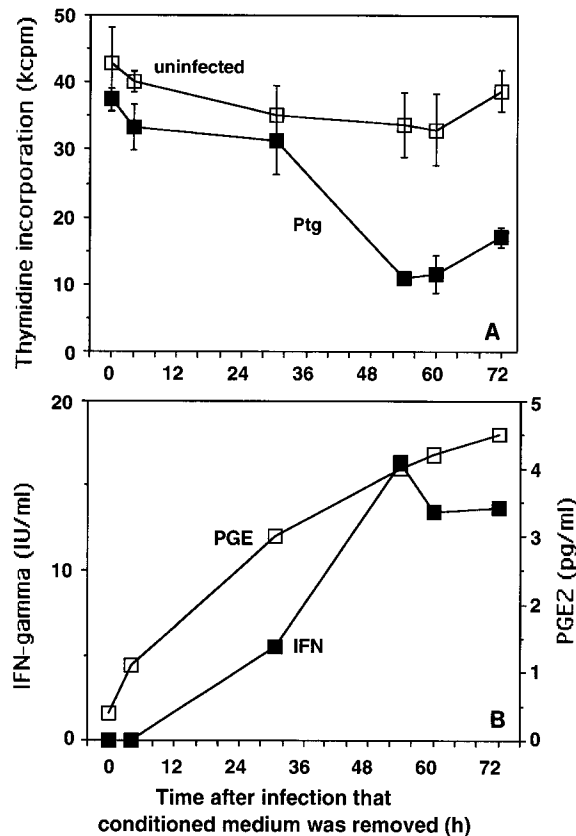 50
40
30
20
10
0
Thymidine incorporation (kcpm)
uninfected
Ptg
A
0 12 24 36 48 60 72
20
10
0
IFN-gamma (IU/ml)
PGE
IFN
B
5
4
3
2
1
0
PGE2 (pg/ml)
0 12 24 36 48 60 72
Time after infection that
conditioned medium was removed (h)